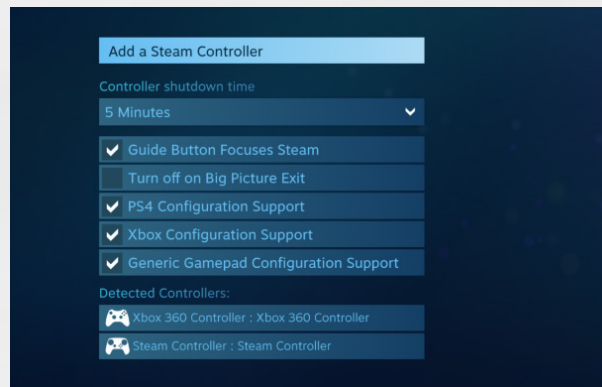 Add a Steam Controller
Controller shutdown time
5 Minutes
Guide Button Focuses Steam
Turn off on Big Picture Exit
PS4 Configuration Support
Xbox Configuration Support
Generic Gamepad Configuration Support
Detected Controllers:
Xbox 360 Controller : Xbox 360 Controller
Steam Controller : Steam Controller